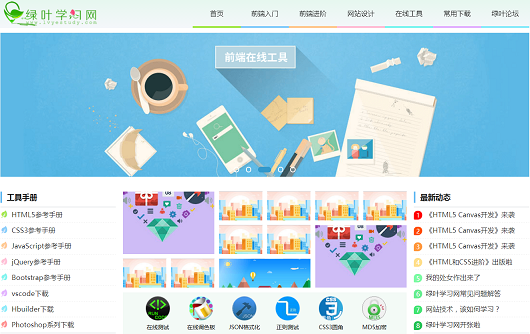 绿叶学习网
www.lvyestudy.com
首页
前端入门
前端进阶
网站设计
在线工具
常用下载
绿叶论坛
前端在线工具
工具手册
HTML5参考手册
CSS3参考手册
JavaScript参考手册
jQuery参考手册
Bootstrap参考手册
vscode下载
Hbuilder下载
Photoshop系列下载
RUN CODE
在线测试
在线调色板
JSON格式化
正则测试
CSS3圆角
MD5加密
最新动态
1 《HTML5 Canvas开发》来袭
2 《HTML5 Canvas开发》来袭
3 《HTML5 Canvas开发》来袭
4 《HTML和CSS进阶》出版啦
5 我的处女作出来了
6 绿叶学习网常见问题解答
7 网站技术，该如何学习？
8 绿叶学习网开张啦